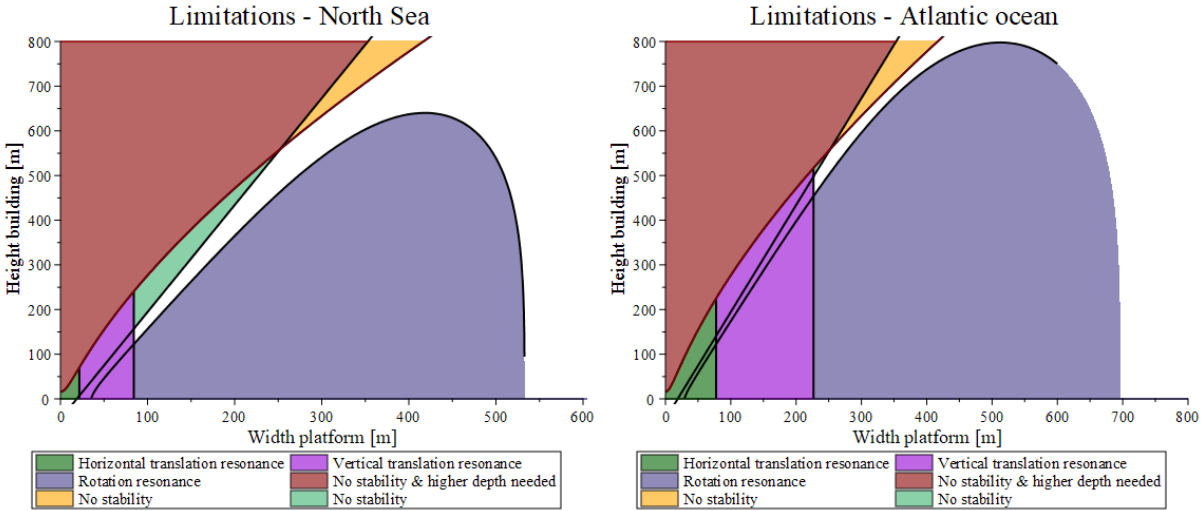 Limitations - North Sea
Height building [m]
800
700
600
500
400
300
200
100
0
0 100 200 300 400 500 600
Width platform [m]
Horizontal translation resonance Vertical translation resonance
Rotation resonance No stability & higher depth needed
No stability No stability
Limitations - Atlantic ocean
Height building [m]
800
700
600
500
400
300
200
100
0
0 100 200 300 400 500 600 700 800
Width platform [m]
Horizontal translation resonance Vertical translation resonance
Rotation resonance No stability & higher depth needed
No stability No stability